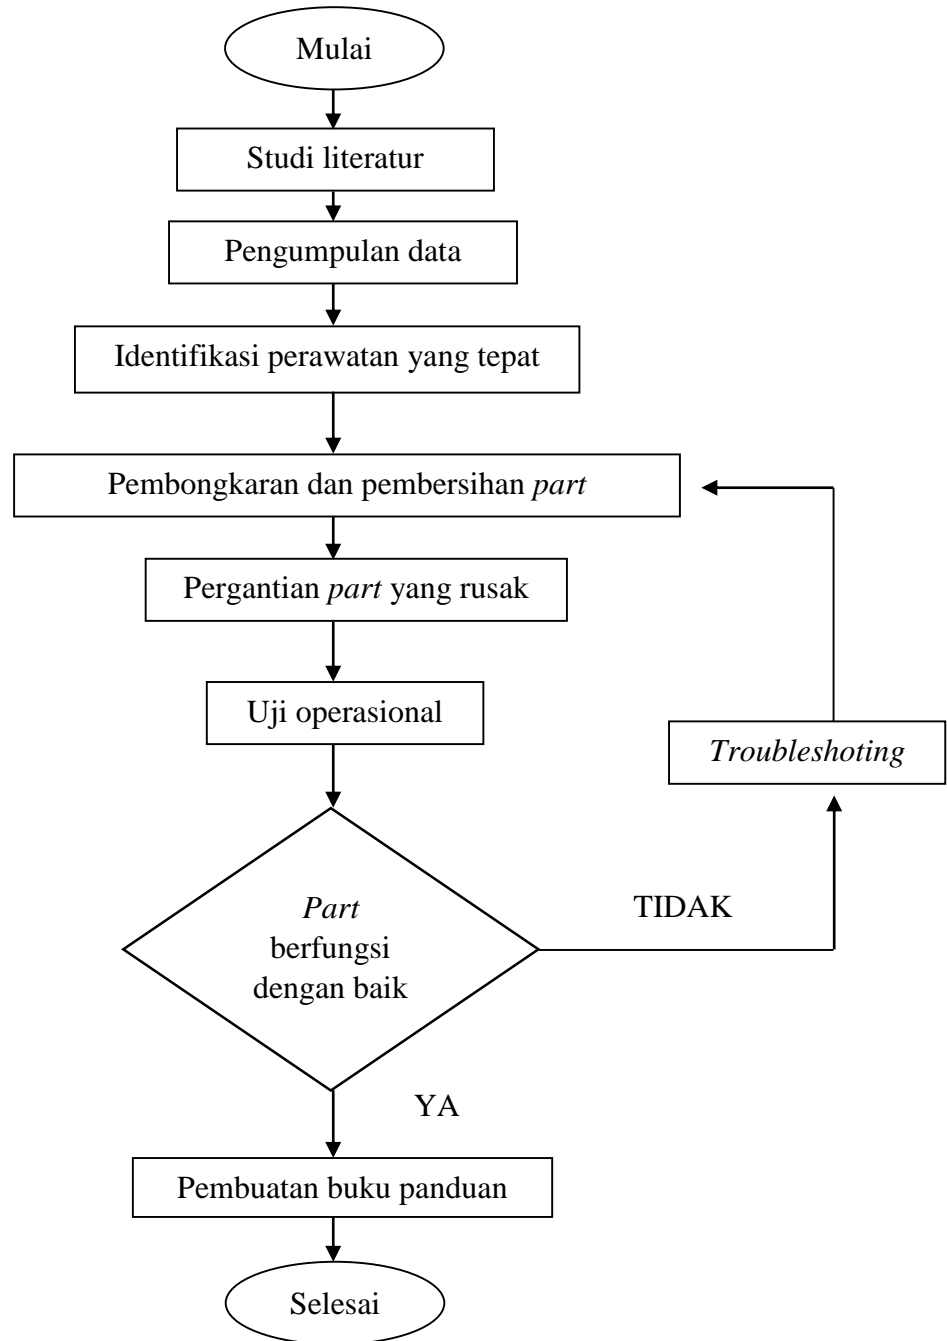 Mulai
Studi literatur
Pengumpulan data
Identifikasi perawatan yang tepat
Pembongkaran dan pembersihan part
Pergantian part yang rusak
Uji operasional
Troubleshoting
Part
berfungsi
dengan baik
TIDAK
YA
Pembuatan buku panduan
Selesai